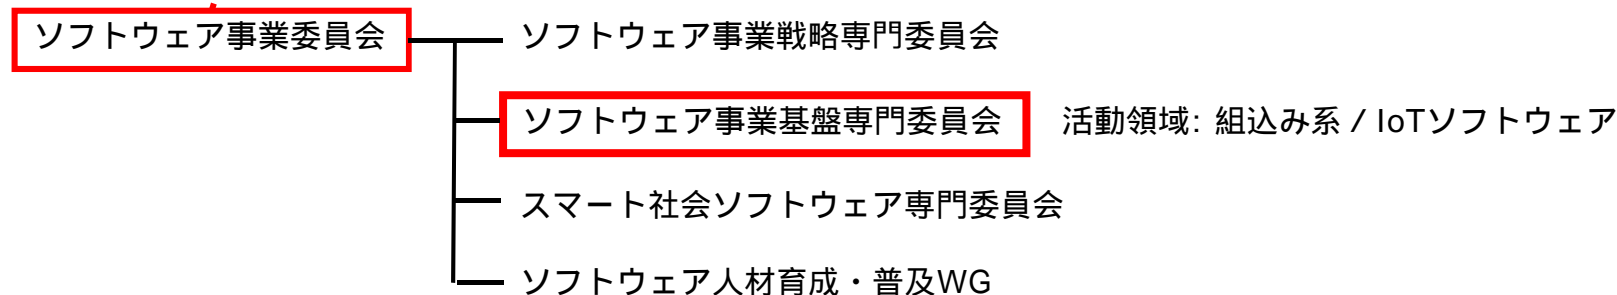 ソフトウェア事業委員会 ソフトウェア事業戦略専門委員会
ソフトウェア事業基盤専門委員会 活動領域: 組込み系 / IoTソフトウェア
スマート社会ソフトウェア専門委員会
ソフトウェア人材育成・普及WG